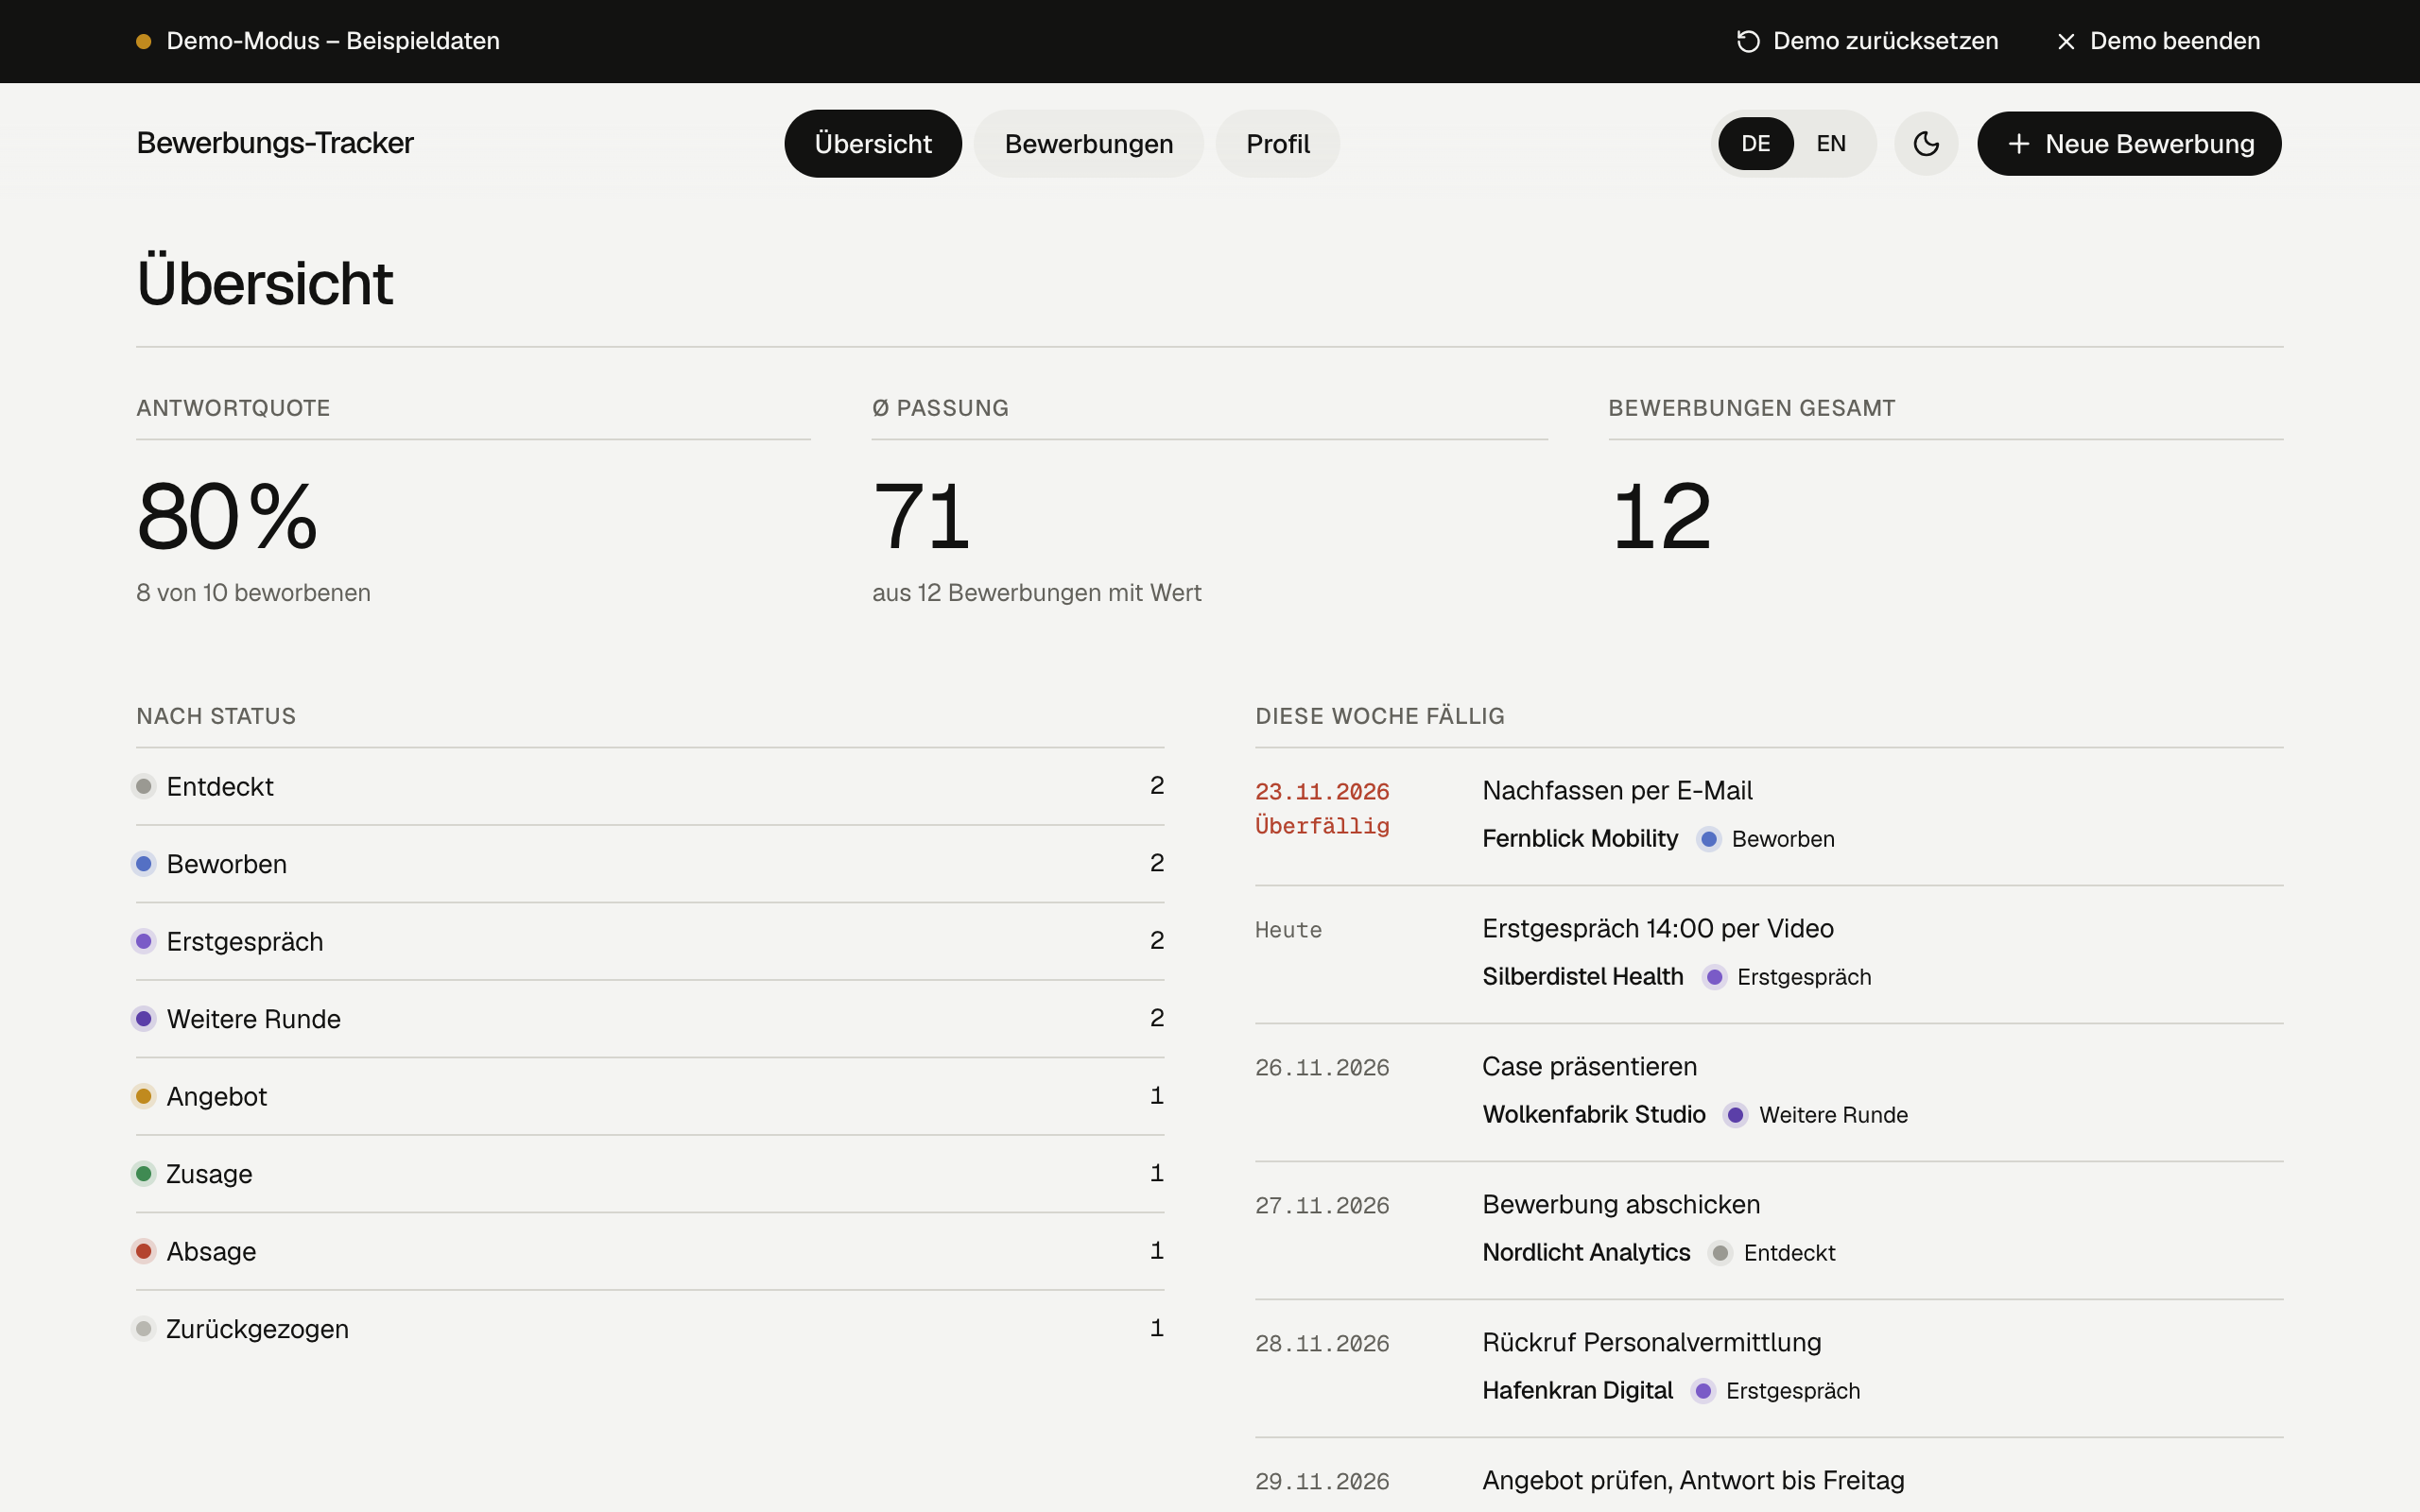 Demo-Modus – Beispieldaten
Demo zurücksetzen
Demo beenden
Bewerbungs-Tracker
Übersicht
Bewerbungen
Profil
DE
EN
Neue Bewerbung
Übersicht
ANTWORTQUOTE
80 %
8 von 10 beworbenen
Ø PASSUNG
71
aus 12 Bewerbungen mit Wert
BEWERBUNGEN GESAMT
12
NACH STATUS
Entdeckt 2
Beworben 2
Erstgespräch 2
Weitere Runde 2
Angebot 1
Zusage 1
Absage 1
Zurückgezogen 1
DIESE WOCHE FÄLLIG
23.11.2026
Überfällig
Nachfassen per E-Mail
Fernblick Mobility Beworben
Heute
Erstgespräch 14:00 per Video
Silberdistel Health Erstgespräch
26.11.2026
Case präsentieren
Wolkenfabrik Studio Weitere Runde
27.11.2026
Bewerbung abschicken
Nordlicht Analytics Entdeckt
28.11.2026
Rückruf Personalvermittlung
Hafenkran Digital Erstgespräch
29.11.2026
Angebot prüfen, Antwort bis Freitag